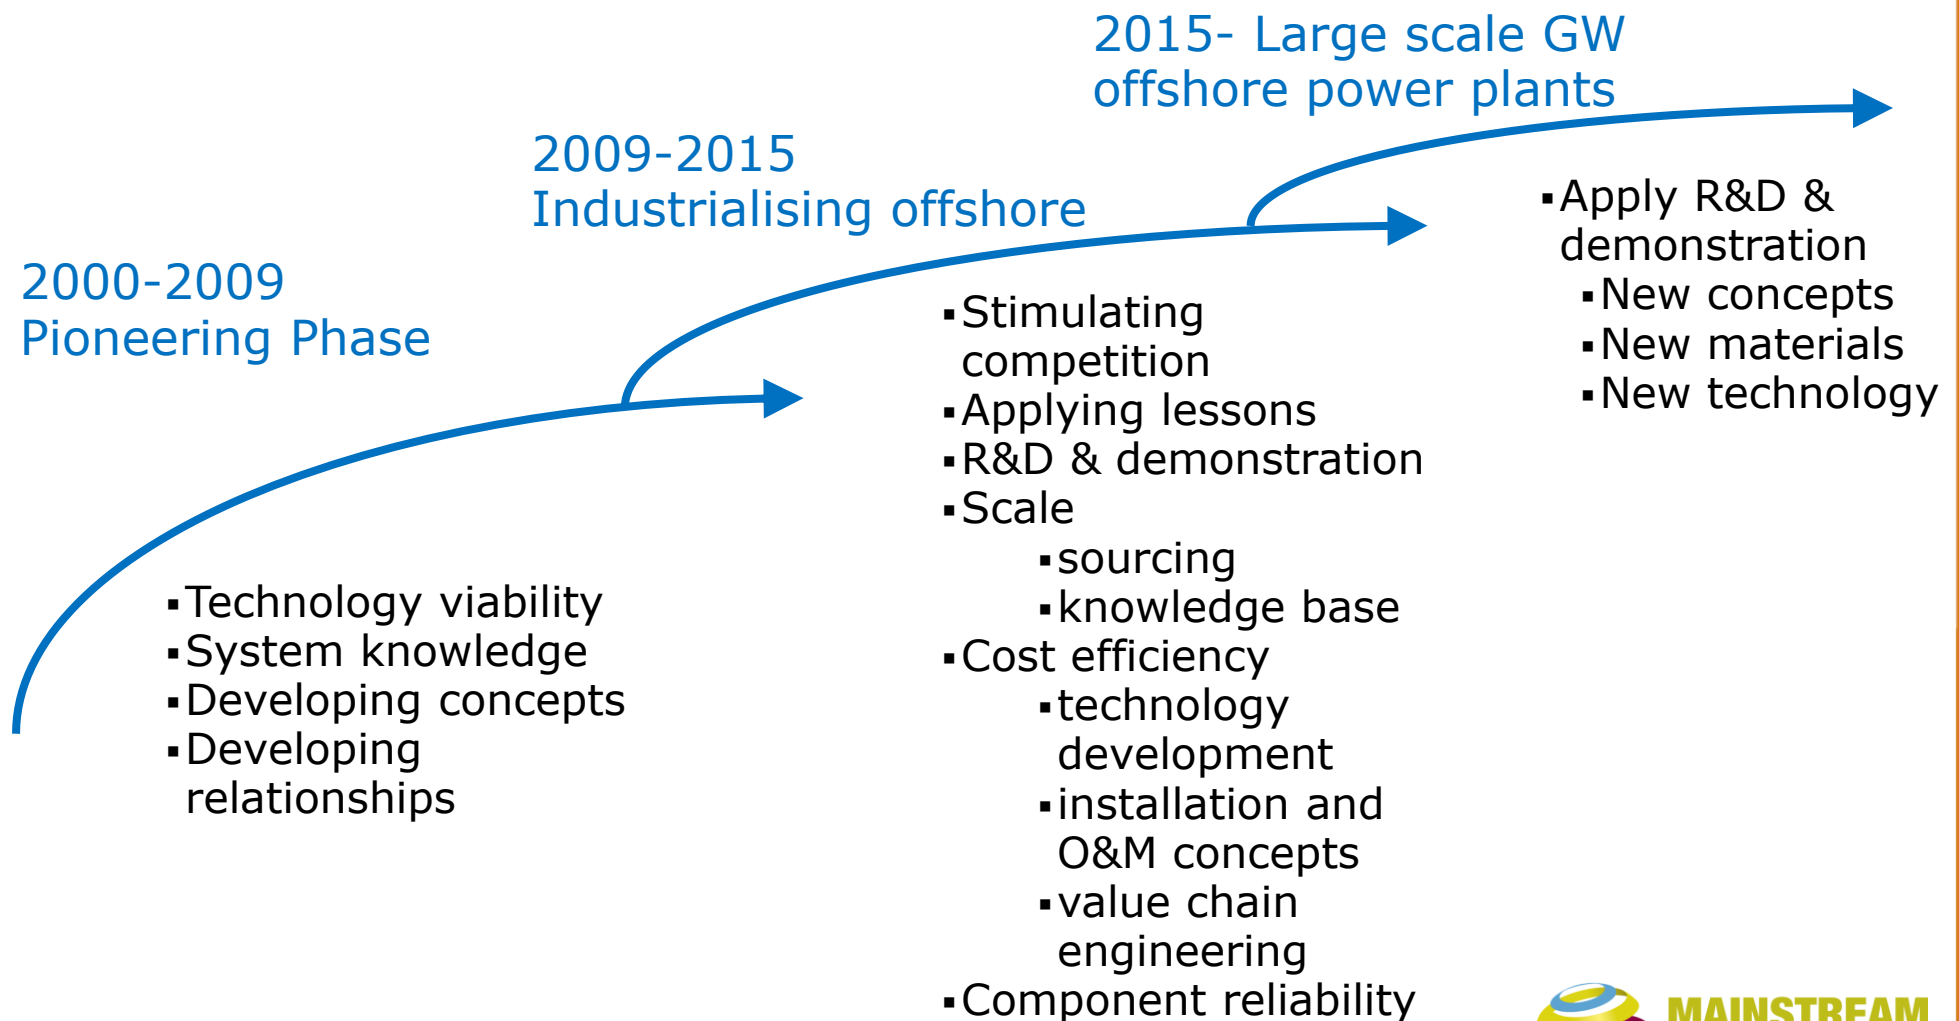 2015- Large scale GW
offshore power plants
2009-2015
Industrialising offshore
2000-2009
Pioneering Phase
▪Technology viability
▪System knowledge
▪Developing concepts
▪Developing
relationships
▪Stimulating
competition
▪Applying lessons
▪R&D & demonstration
▪Scale
▪sourcing
▪knowledge base
▪Cost efficiency
▪technology
development
▪installation and
O&M concepts
▪value chain
engineering
▪Component reliability
▪Apply R&D &
demonstration
▪New concepts
▪New materials
▪New technology
MAINSTREAM